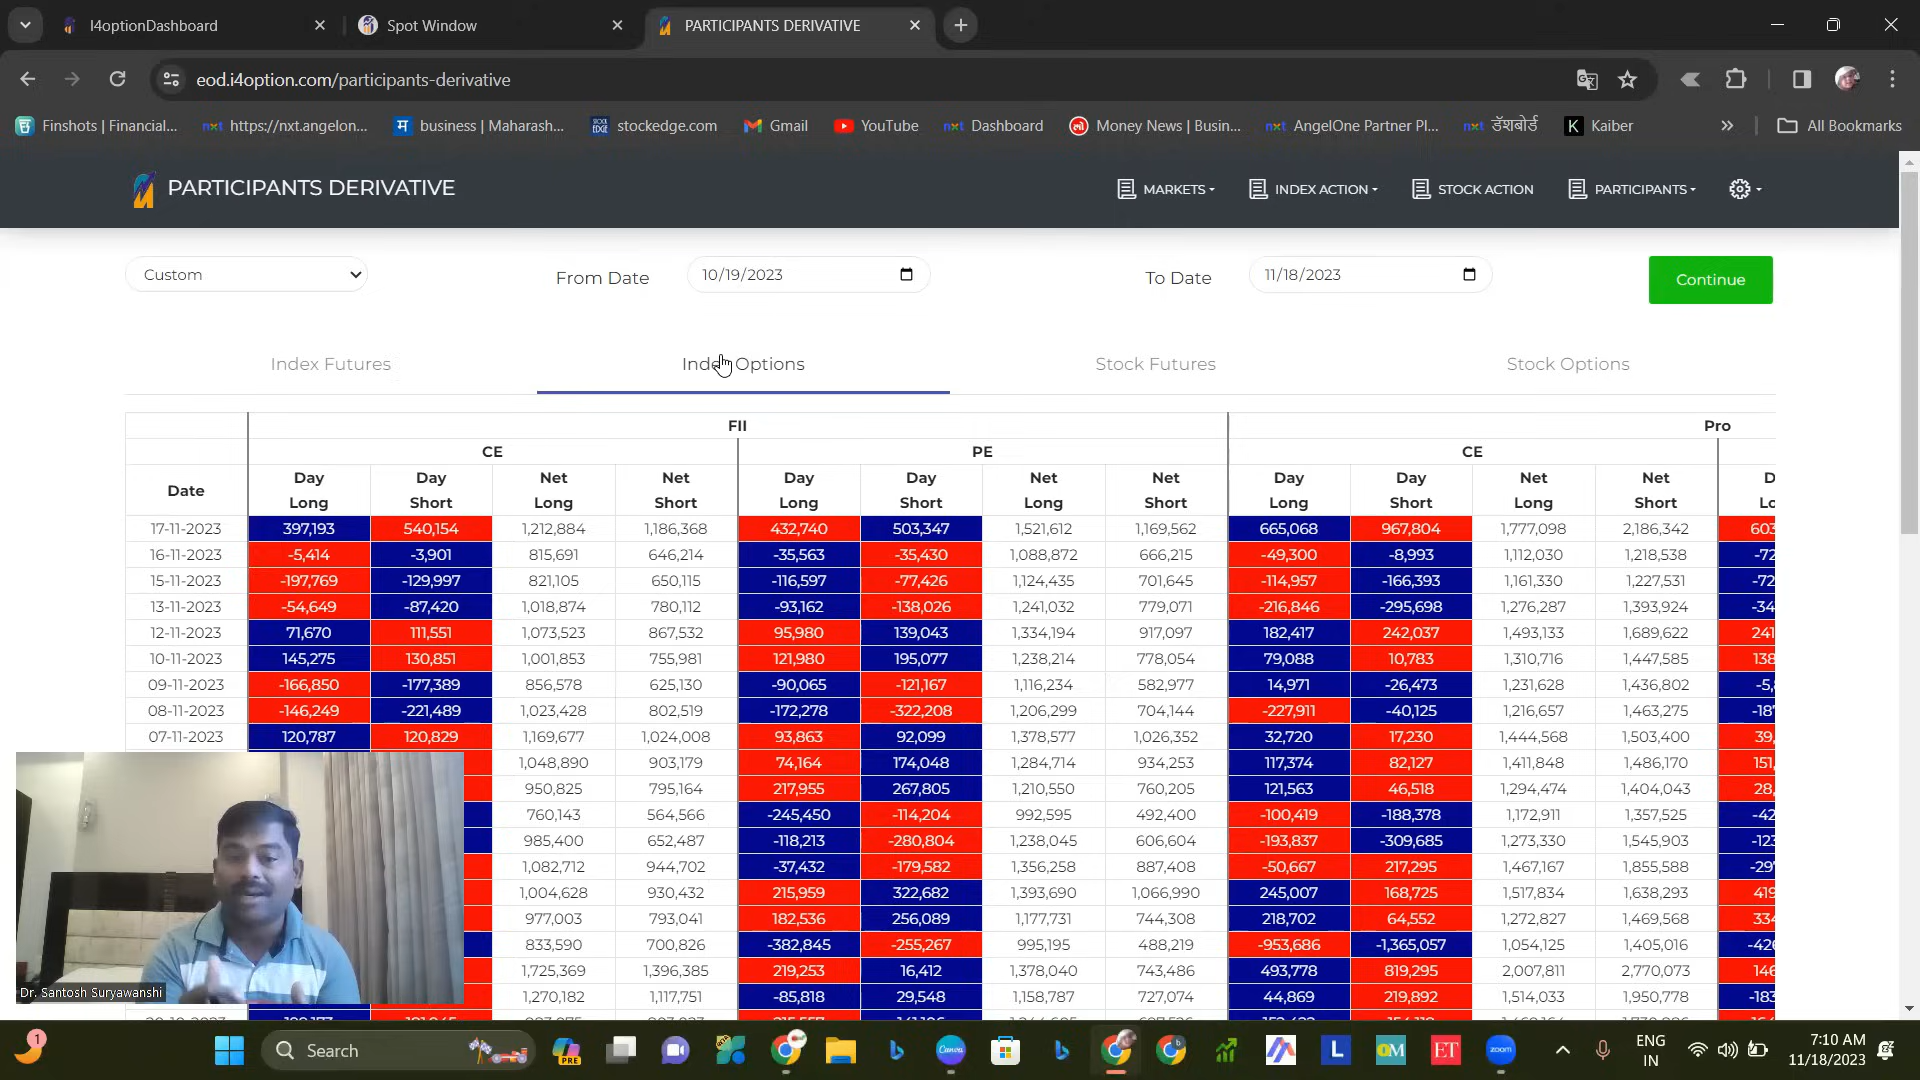 I4optionDashboard
Spot Window
PARTICIPANTS DERIVATIVE
eod.i4option.com/participants-derivative
Finshots | Financial...
https://nxt.angelon...
business | Maharash...
stockedge.com
Gmail
YouTube
Dashboard
Money News | Busin...
AngelOne Partner Pl...
डॅशबोर्ड
Kaiber
All Bookmarks
PARTICIPANTS DERIVATIVE
MARKETS
INDEX ACTION
STOCK ACTION
PARTICIPANTS
Custom
From Date
10/19/2023
To Date
11/18/2023
Continue
Index Futures
Index Options
Stock Futures
Stock Options
FII Pro
CE PE CE
Date Day Long Day Short Net Long Net Short Day Long Day Short Net Long Net Short Day Long Day Short Net Long Net Short
17-11-2023 397,193 540,154 1,212,884 1,186,368 432,740 503,347 1,521,612 1,169,562 665,068 967,804 1,777,098 2,186,342 603
16-11-2023 -5,414 -3,901 815,691 646,214 -35,563 -35,430 1,088,872 666,215 -49,300 -8,993 1,112,030 1,218,538 -72
15-11-2023 -197,769 -129,997 821,105 650,115 -116,597 -77,426 1,124,435 701,645 -114,957 -166,393 1,161,330 1,227,531 -72
13-11-2023 -54,649 -87,420 1,018,874 780,112 -93,162 -138,026 1,241,032 779,071 -216,846 -295,698 1,276,287 1,393,924 -34
12-11-2023 71,670 111,551 1,073,523 867,532 95,980 139,043 1,334,194 917,097 182,417 242,037 1,493,133 1,689,622 241
10-11-2023 145,275 130,851 1,001,853 755,981 121,980 195,077 1,238,214 778,054 79,088 10,783 1,310,716 1,447,585 138
09-11-2023 -166,850 -177,389 856,578 625,130 -90,065 -121,167 1,116,234 582,977 14,971 -26,473 1,231,628 1,436,802 -5,
08-11-2023 -146,249 -221,489 1,023,428 802,519 -172,278 -322,208 1,206,299 704,144 -227,911 -40,125 1,216,657 1,463,275 -187
07-11-2023 120,787 120,829 1,169,677 1,024,008 93,863 92,099 1,378,577 1,026,352 32,720 17,230 1,444,568 1,503,400 39,
1,048,890 903,179 74,164 174,048 1,284,714 934,253 117,374 82,127 1,411,848 1,486,170 151,
950,825 795,164 217,955 267,805 1,210,550 760,205 121,563 46,518 1,294,474 1,404,043 28,
760,143 564,566 -245,450 -114,204 992,595 492,400 -100,419 -188,378 1,172,911 1,357,525 -42
985,400 652,487 -118,213 -280,804 1,238,045 606,604 -193,837 -309,685 1,273,330 1,545,903 -123
1,082,712 944,702 -37,432 -179,582 1,356,258 887,408 -50,667 217,295 1,467,167 1,855,588 -297
1,004,628 930,432 215,959 322,682 1,393,690 1,066,990 245,007 168,725 1,517,834 1,638,293 419
977,003 793,041 182,536 256,089 1,177,731 744,308 218,702 64,552 1,272,827 1,469,568 334
833,590 700,826 -382,845 -255,267 995,195 488,219 -953,686 -1,365,057 1,054,125 1,405,016 -426
1,725,369 1,396,385 219,253 16,412 1,378,040 743,486 493,778 819,295 2,007,811 2,770,073 146
1,270,182 1,117,751 -85,818 29,548 1,158,787 727,074 44,869 219,892 1,514,033 1,950,778 -183
Dr. Santosh Suryawanshi
1
Search
PRE
Canva
L
QM
ET
zoom
ENG
IN
7:10 AM
11/18/2023